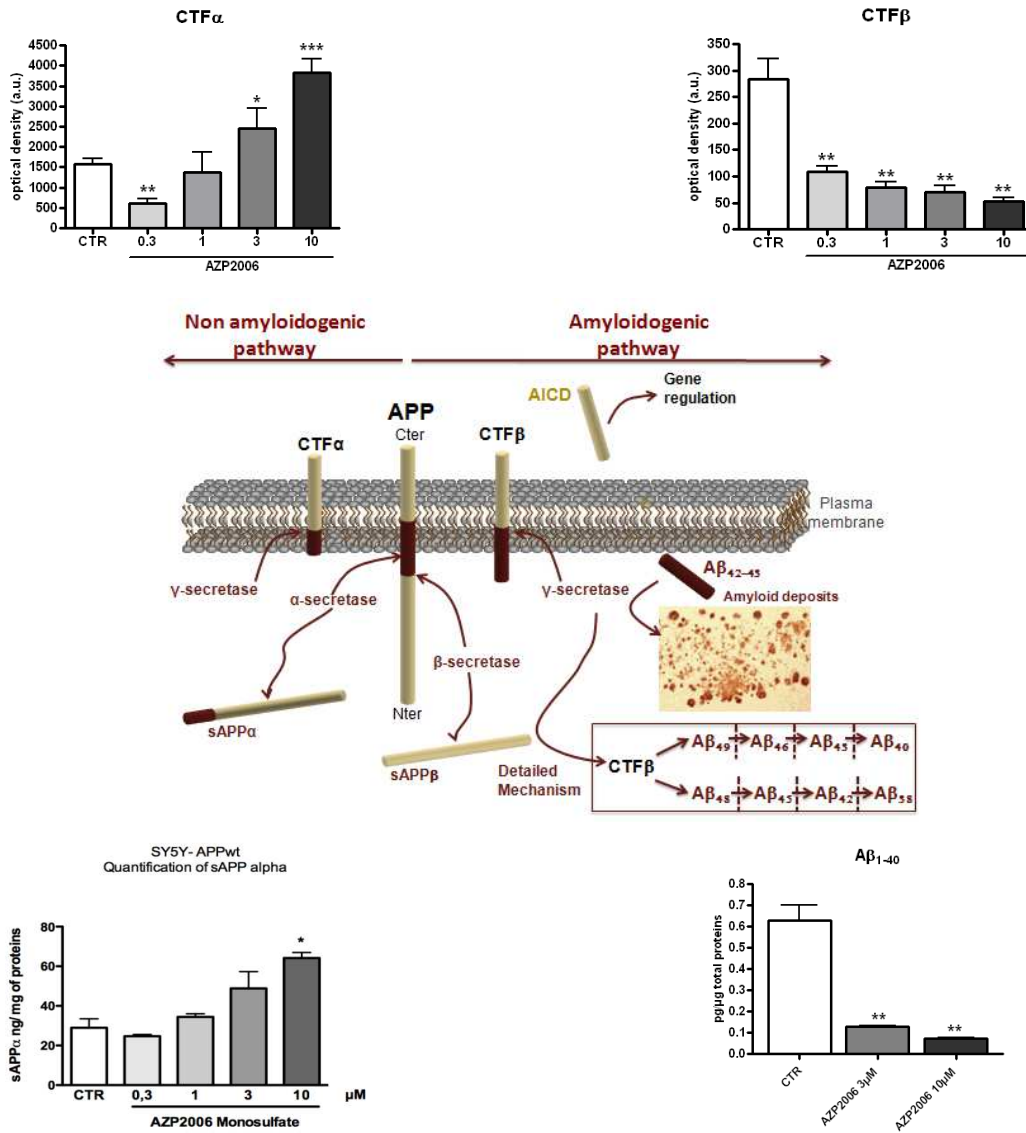 CTFα
optical density (a.u.)
4500
4000
3500
3000
2500
2000
1500
1000
500
0
**
*
***
CTR
0.3
1
3
10
AZP2006
CTFβ
optical density (a.u.)
350
300
250
200
150
100
50
0
**
**
**
**
CTR
0.3
1
3
10
AZP2006
Non amyloidogenic
pathway
Amyloidogenic
pathway
AICD
Gene
regulation
APP
Cter
CTFα
CTFβ
Plasma
membrane
γ-secretase
α-secretase
γ-secretase
Aβ42-43
Amyloid deposits
β-secretase
sAPPα
Nter
sAPPβ
Detailed
Mechanism
CTFβ
Aβ49
Aβ46
Aβ43
Aβ40
Aβ48
Aβ45
Aβ42
Aβ38
SY5Y- APPwt
Quantification of sAPP alpha
sAPPα ng/mg of proteins
80
60
40
20
0
*
CTR
0,3
1
3
10
µM
AZP2006 Monosulfate
Aβ1-40
pg/µg total proteins
0.8
0.7
0.6
0.5
0.4
0.3
0.2
0.1
0.0
**
**
CTR
AZP2006 3µM
AZP2006 10µM